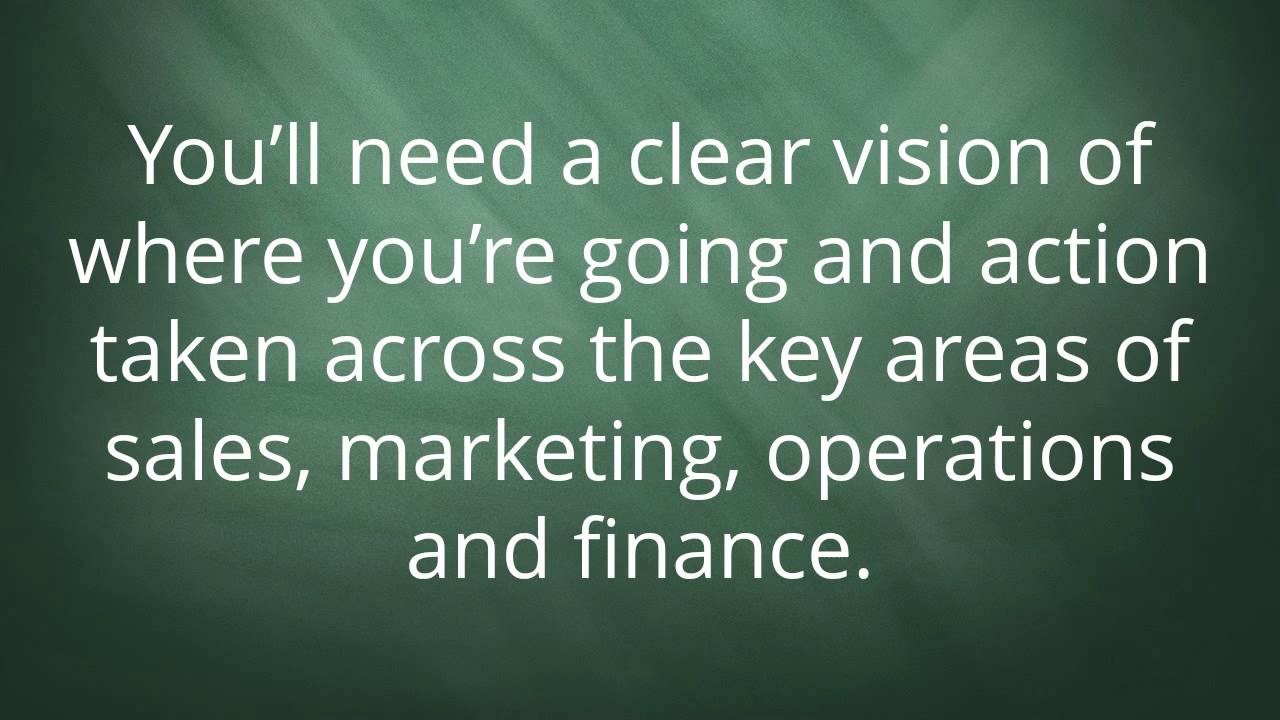 You’ll need a clear vision of
where you’re going and action
taken across the key areas of
sales, marketing, operations
and finance.